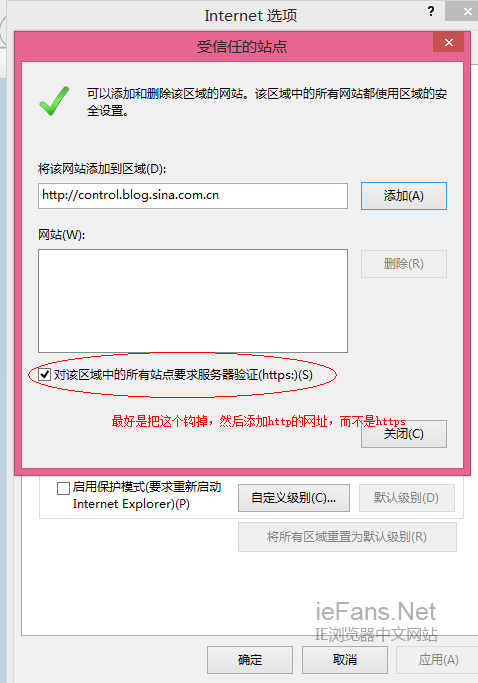 Internet 选项
?
受信任的站点
可以添加和删除该区域的网站。该区域中的所有网站都使用区域的安
全设置。
将该网站添加到区域(D):
http://control.blog.sina.com.cn
添加(A)
网站(W):
删除(R)
对该区域中的所有站点要求服务器验证(https:)(S)
最好是把这个钩掉，然后添加http的网址，而不是https
关闭(C)
启用保护模式(要求重新启动
Internet Explorer)(P)
自定义级别(C)...
默认级别(D)
将所有区域重置为默认级别(R)
ieFans.Net
IE浏览器中文网站
确定
取消
应用(A)